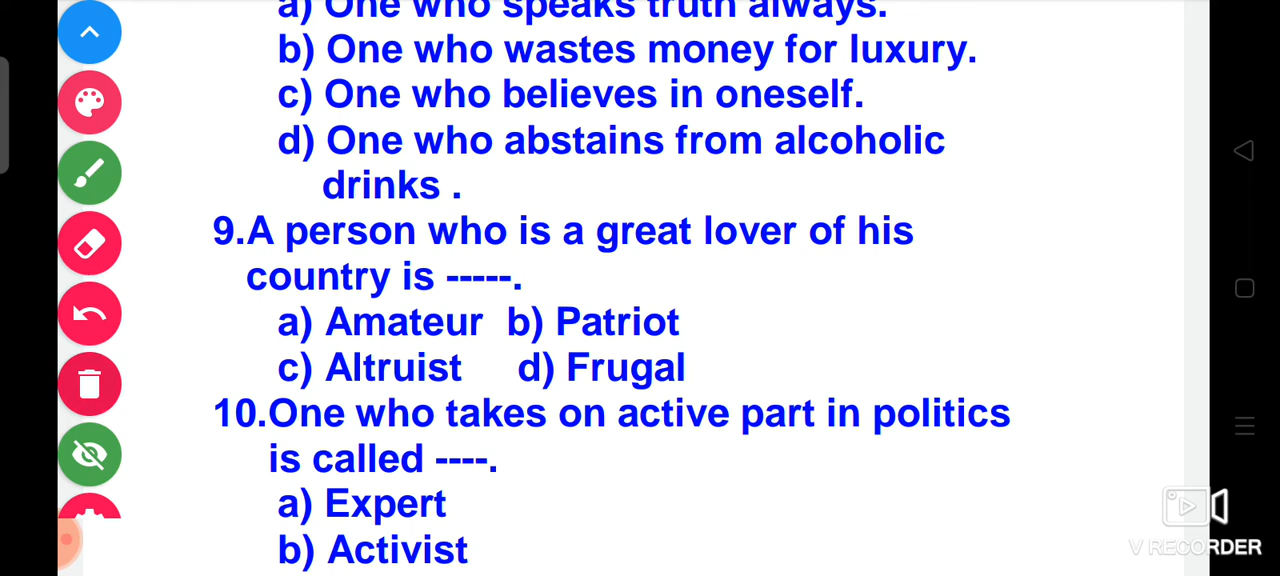 a) One who speaks truth always.
b) One who wastes money for luxury.
c) One who believes in oneself.
d) One who abstains from alcoholic
drinks .
9.A person who is a great lover of his
country is -----.
a) Amateur b) Patriot
c) Altruist d) Frugal
10.One who takes on active part in politics
is called ----.
a) Expert
b) Activist
V RECORDER